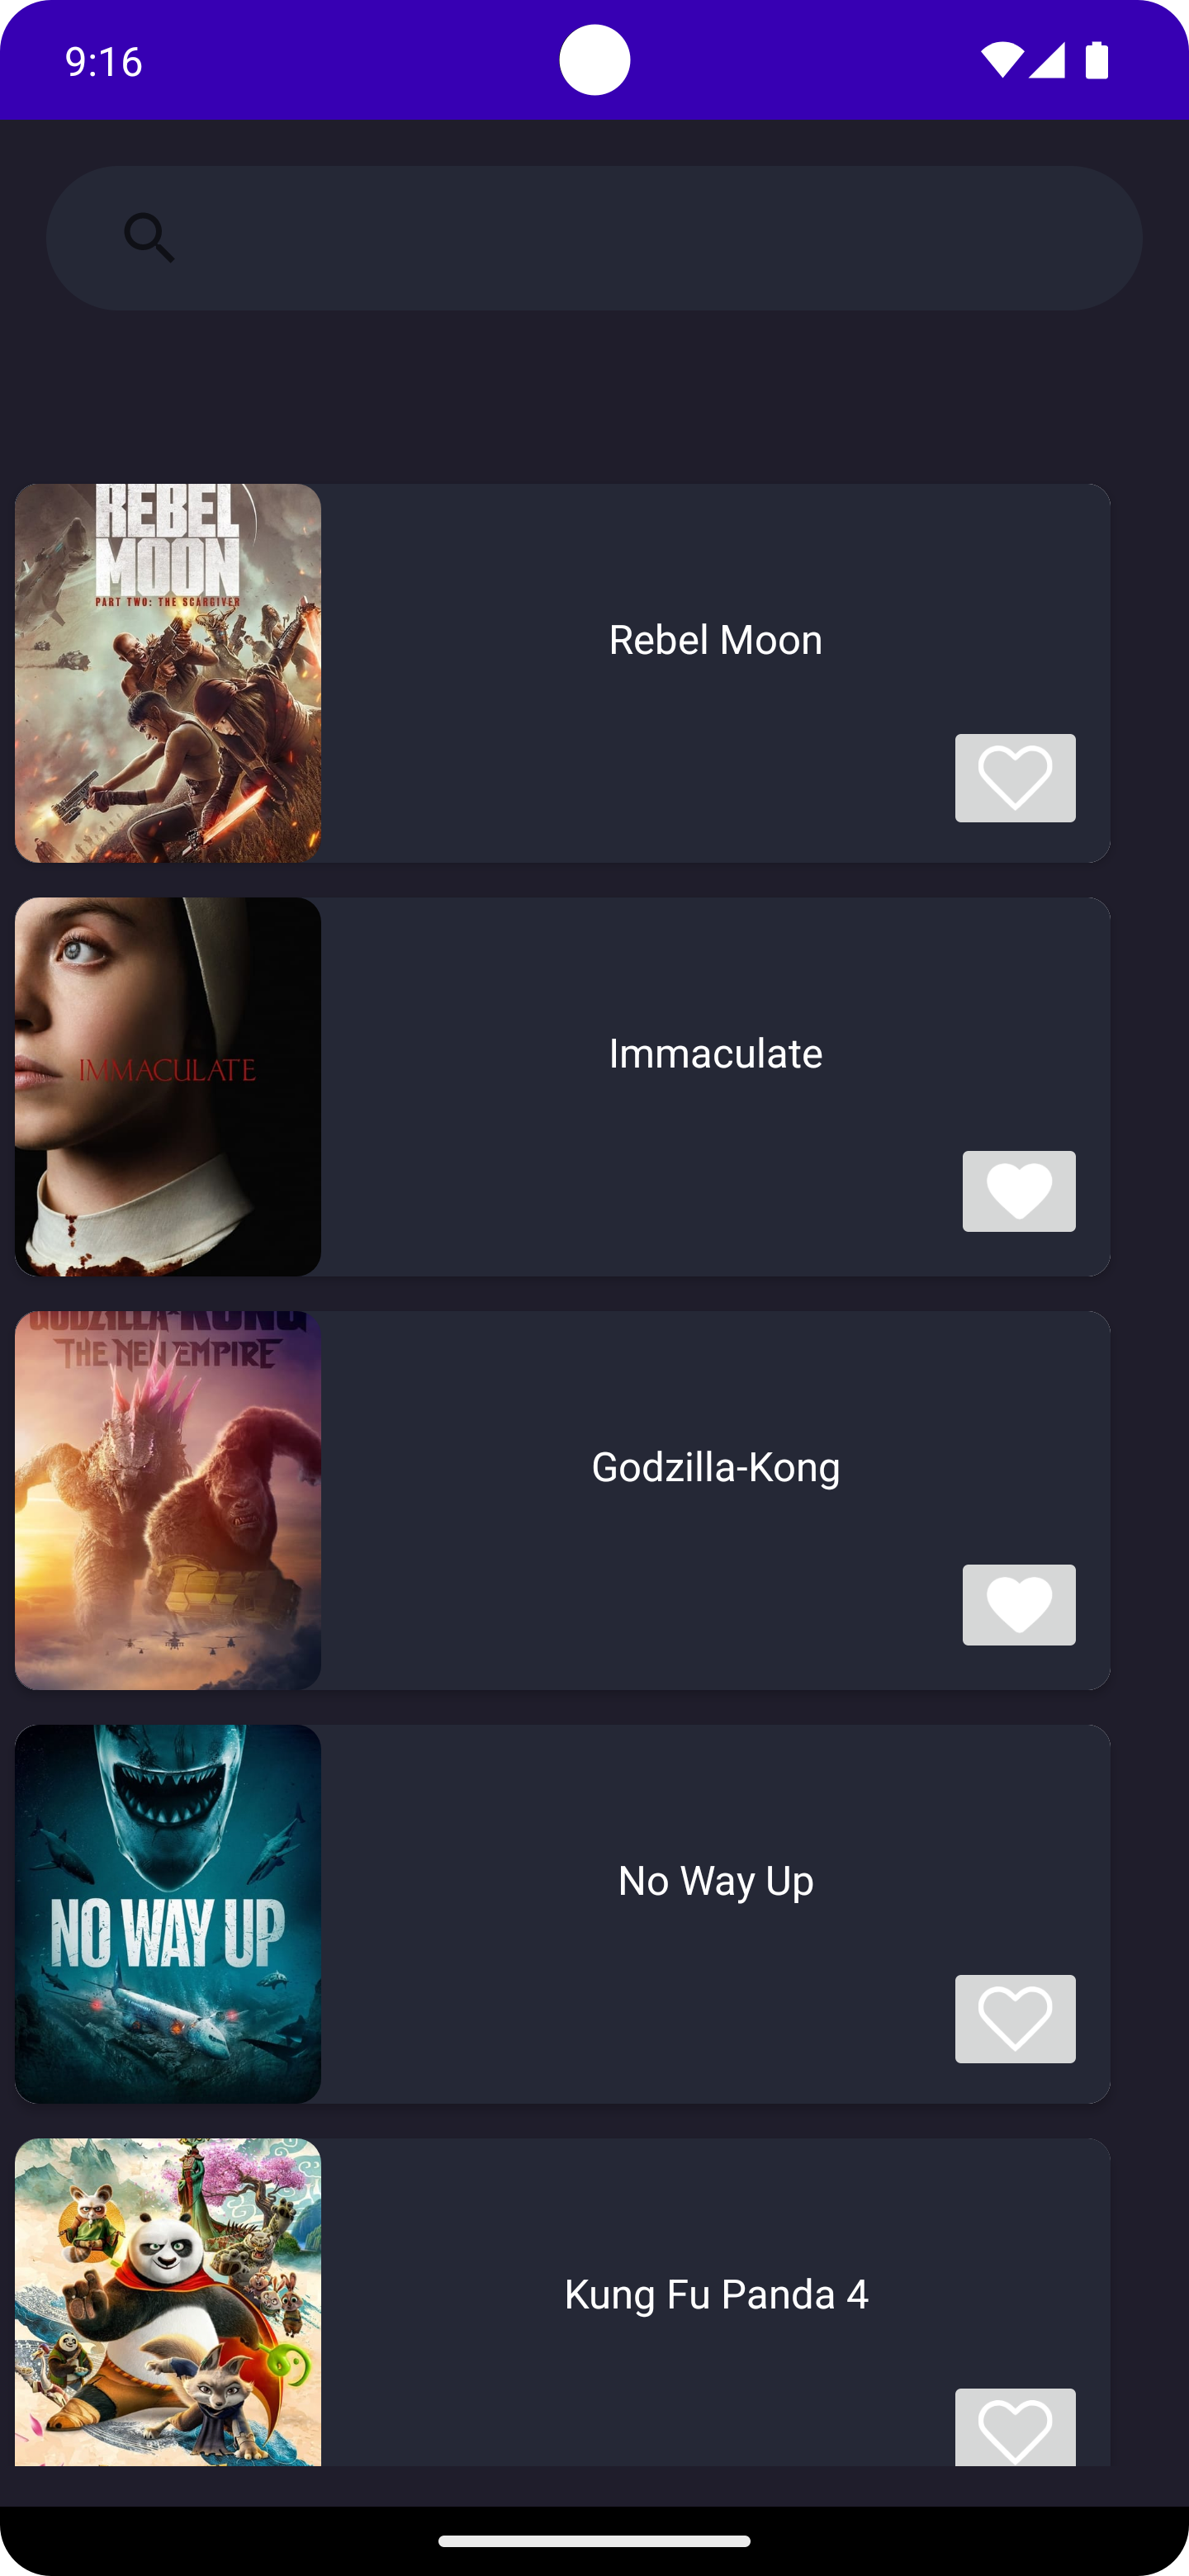 9:16
REBEL
MOON
PART TWO: THE SCARGIVER
Rebel Moon
IMMACULATE
Immaculate
GODZILLA-KONG
THE NEW EMPIRE
Godzilla-Kong
NO WAY UP
No Way Up
Kung Fu Panda 4